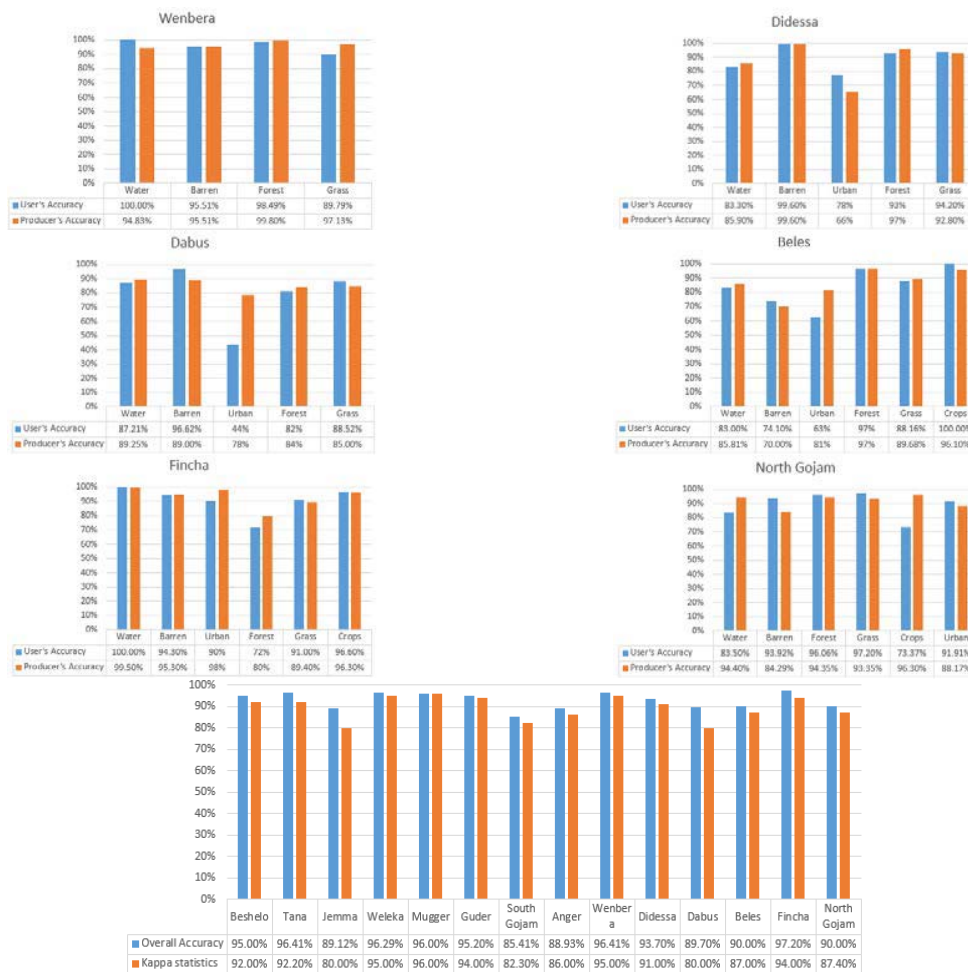 Wenbera
100%
90%
80%
70%
60%
50%
40%
30%
20%
10%
0%
Water Barren Forest Grass
User's Accuracy 100.00% 95.51% 98.49% 89.79%
Producer's Accuracy 94.83% 95.51% 99.80% 97.13%
Didessa
100%
90%
80%
70%
60%
50%
40%
30%
20%
10%
0%
Water Barren Urban Forest Grass
User's Accuracy 83.30% 99.60% 78% 93% 94.20%
Producer's Accuracy 85.90% 99.60% 66% 97% 92.80%
Dabus
100%
90%
80%
70%
60%
50%
40%
30%
20%
10%
0%
Water Barren Urban Forest Grass
User's Accuracy 87.21% 96.62% 44% 82% 88.52%
Producer's Accuracy 89.25% 89.00% 78% 84% 85.00%
Beles
100%
90%
80%
70%
60%
50%
40%
30%
20%
10%
0%
Water Barren Urban Forest Grass Crops
User's Accuracy 83.00% 74.10% 63% 97% 88.16% 100.00%
Producer's Accuracy 85.81% 70.00% 81% 97% 89.68% 96.10%
Fincha
100%
90%
80%
70%
60%
50%
40%
30%
20%
10%
0%
Water Barren Urban Forest Grass Crops
User's Accuracy 100.00% 94.30% 90% 72% 91.00% 96.60%
Producer's Accuracy 99.50% 95.30% 98% 80% 89.40% 96.30%
North Gojam
100%
90%
80%
70%
60%
50%
40%
30%
20%
10%
0%
Water Barren Forest Grass Crops Urban
User's Accuracy 83.50% 93.92% 96.06% 97.20% 73.37% 91.91%
Producer's Accuracy 94.40% 84.29% 94.35% 93.35% 96.30% 88.17%
100%
90%
80%
70%
60%
50%
40%
30%
20%
10%
0%
Beshelo Tana Jemma Weleka Mugger Guder South Gojam Anger Wenbera Didessa Dabus Beles Fincha North Gojam
Overall Accuracy 95.00% 96.41% 89.12% 96.29% 96.00% 95.20% 85.41% 88.93% 96.41% 93.70% 89.70% 90.00% 97.20% 90.00%
Kappa statistics 92.00% 92.20% 80.00% 95.00% 96.00% 94.00% 82.30% 86.00% 95.00% 91.00% 80.00% 87.00% 94.00% 87.40%